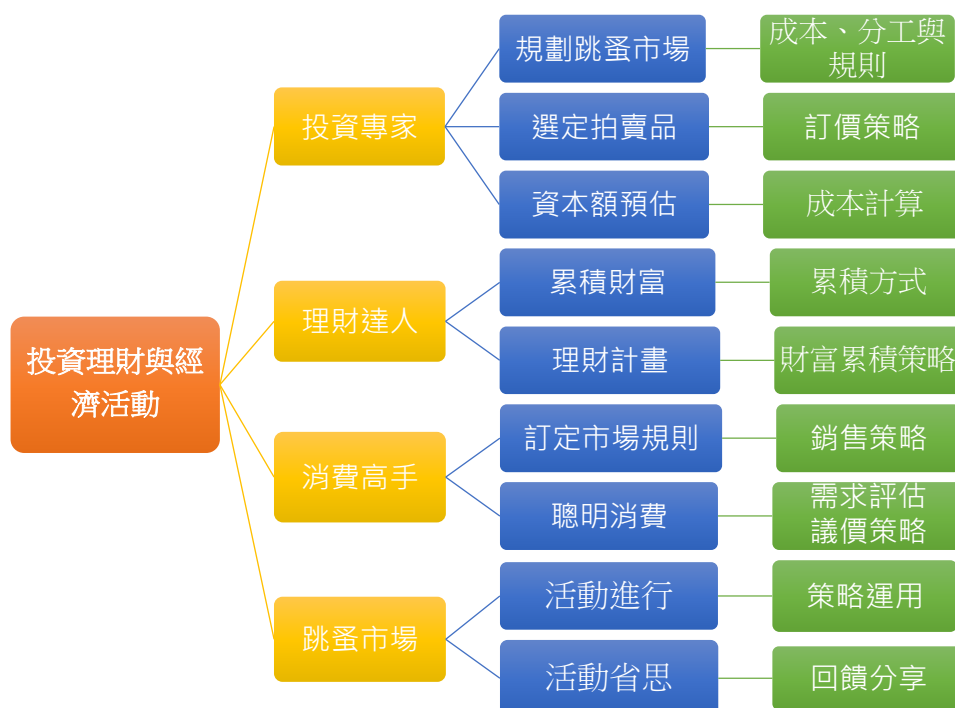 投資理財與經
濟活動
投資專家
規劃跳蚤市場
成本、分工與
規則
選定拍賣品
訂價策略
資本額預估
成本計算
理財達人
累積財富
累積方式
理財計畫
財富累積策略
消費高手
訂定市場規則
銷售策略
聰明消費
需求評估
議價策略
跳蚤市場
活動進行
策略運用
活動省思
回饋分享